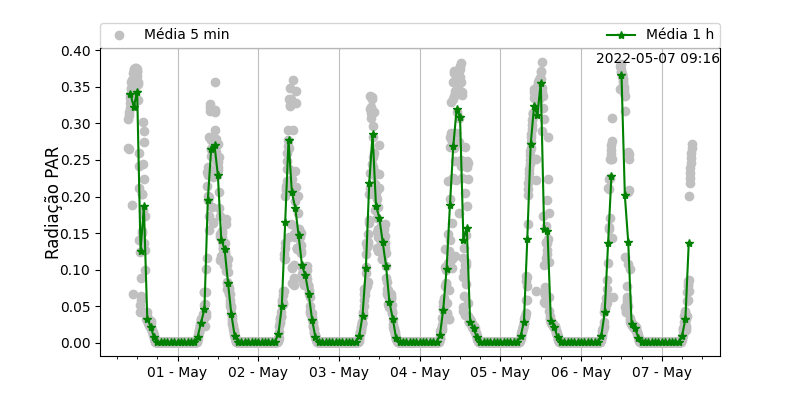 Média 5 min
Média 1 h
2022-05-07 09:16
Radiação PAR
0.40
0.35
0.30
0.25
0.20
0.15
0.10
0.05
0.00
01 - May
02 - May
03 - May
04 - May
05 - May
06 - May
07 - May